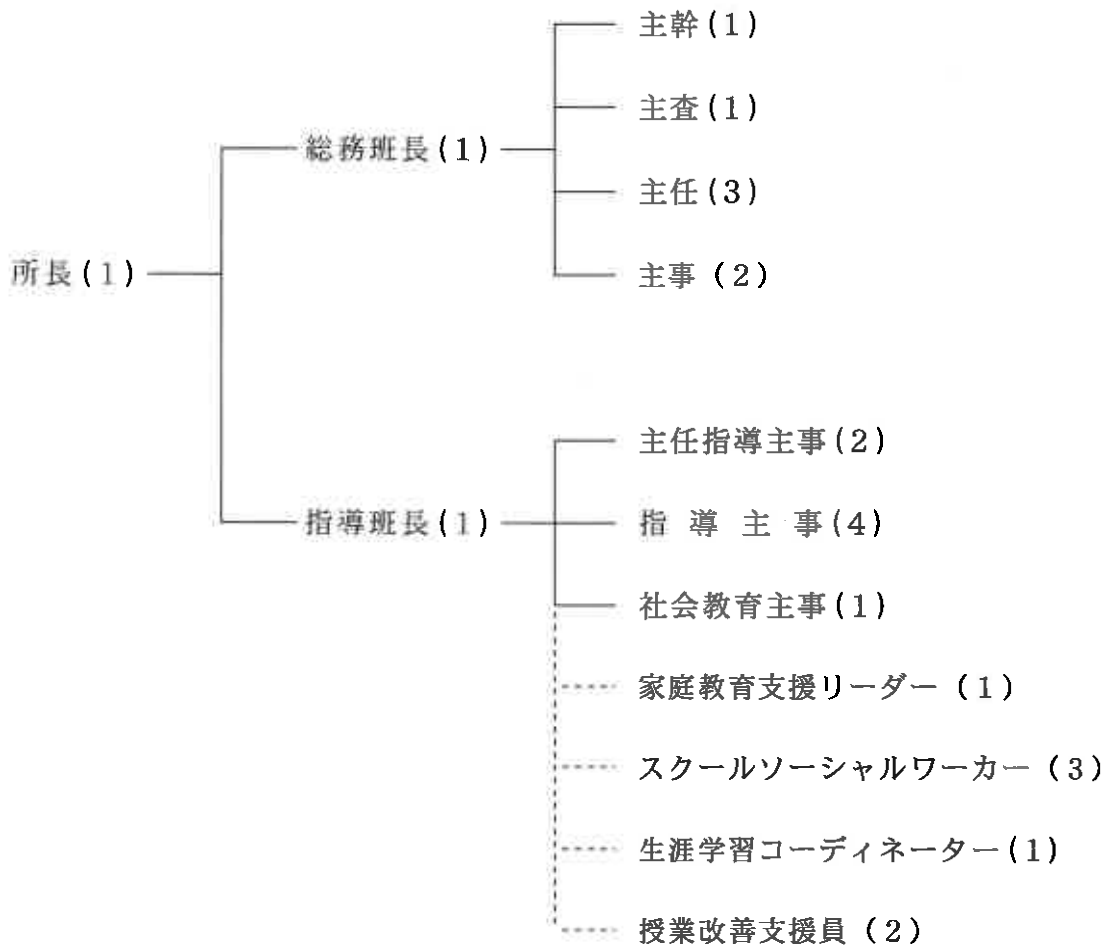 主幹(1)
主査(1)
総務班長(1)
主任(3)
所長(1)
主事(2)
主任指導主事(2)
指導班長(1)
指導主事(4)
社会教育主事(1)
家庭教育支援リーダー(1)
スクールソーシャルワーカー(3)
生涯学習コーディネーター(1)
授業改善支援員(2)